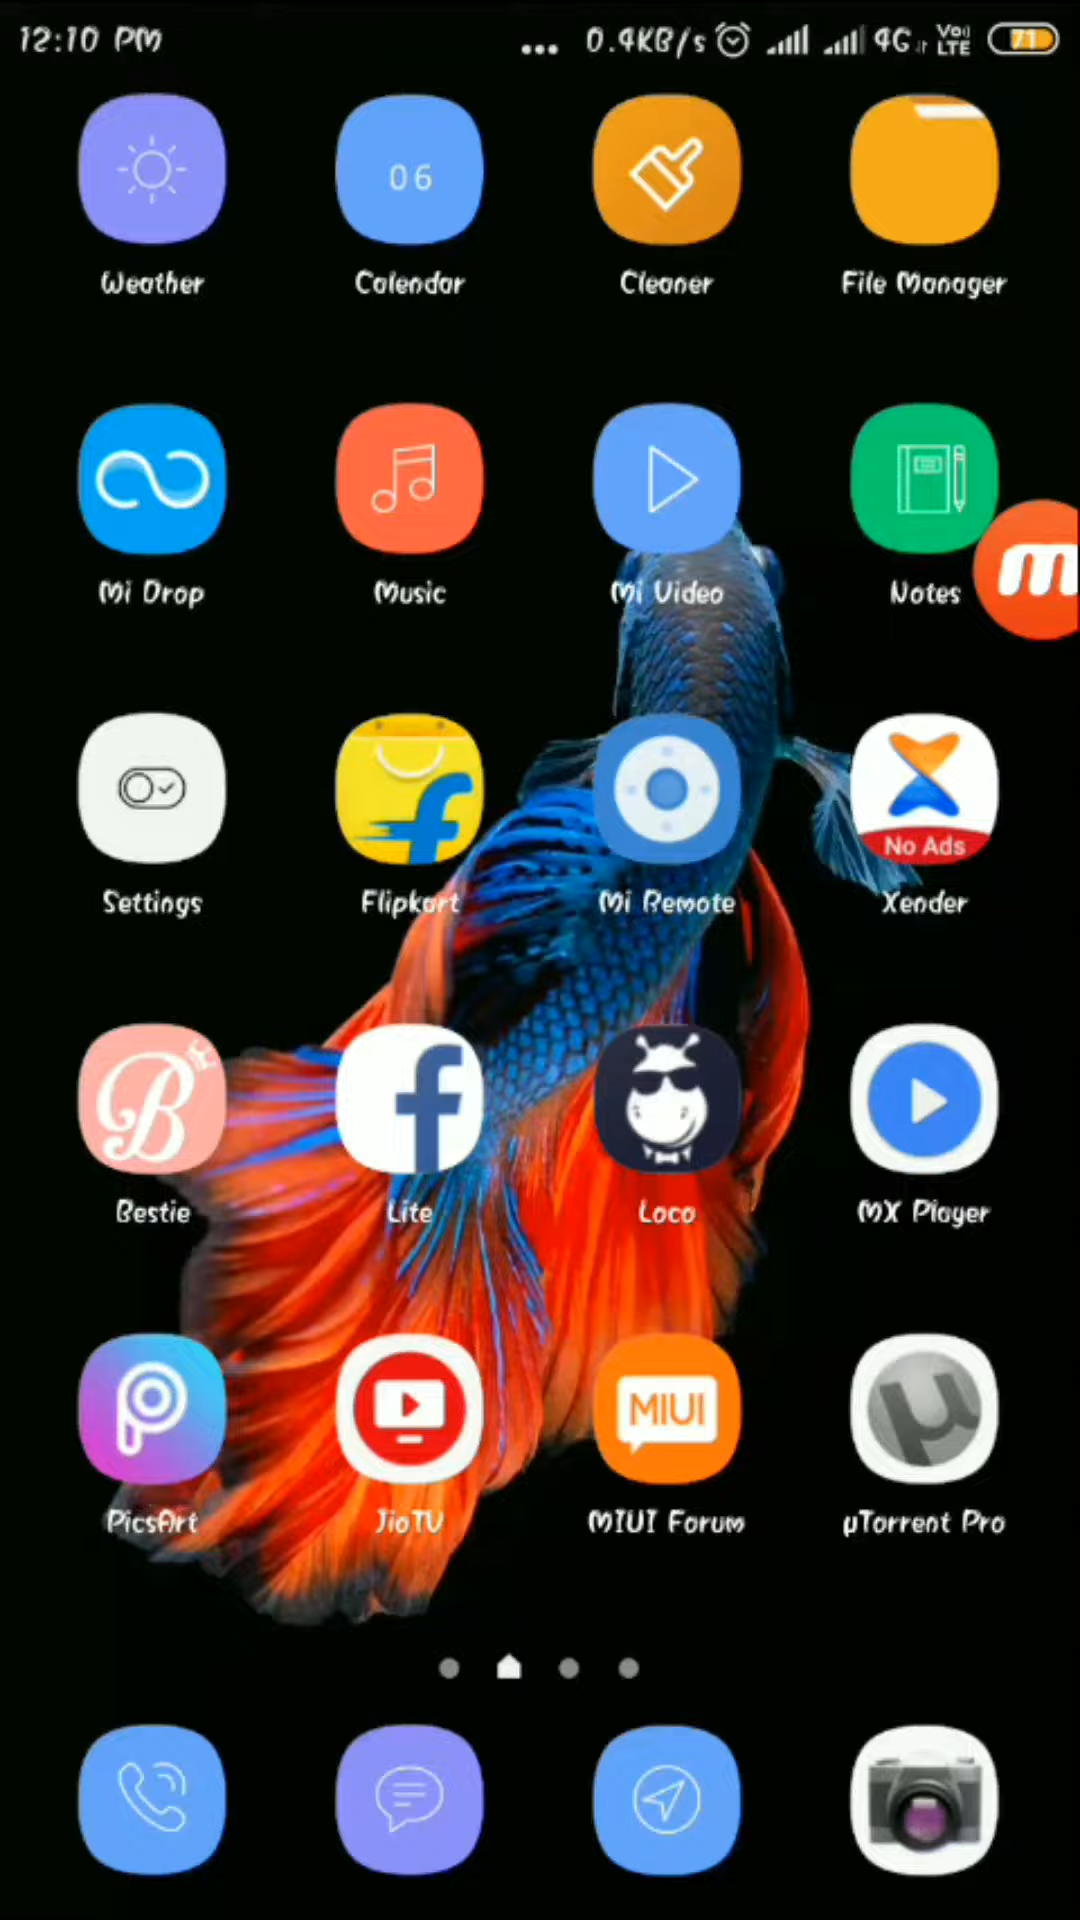 12:10 PM ... 0.4KB/s 4G VoLTE 71
06
Weather Calendar Cleaner File Manager
m
Mi Drop Music Mi Video Notes
f No Ads
Settings Flipkart Mi Remote Xender
B f
Bestie Lite Loco MX Player
P MIUI µ
PicsArt JioTV MIUI Forum µTorrent Pro